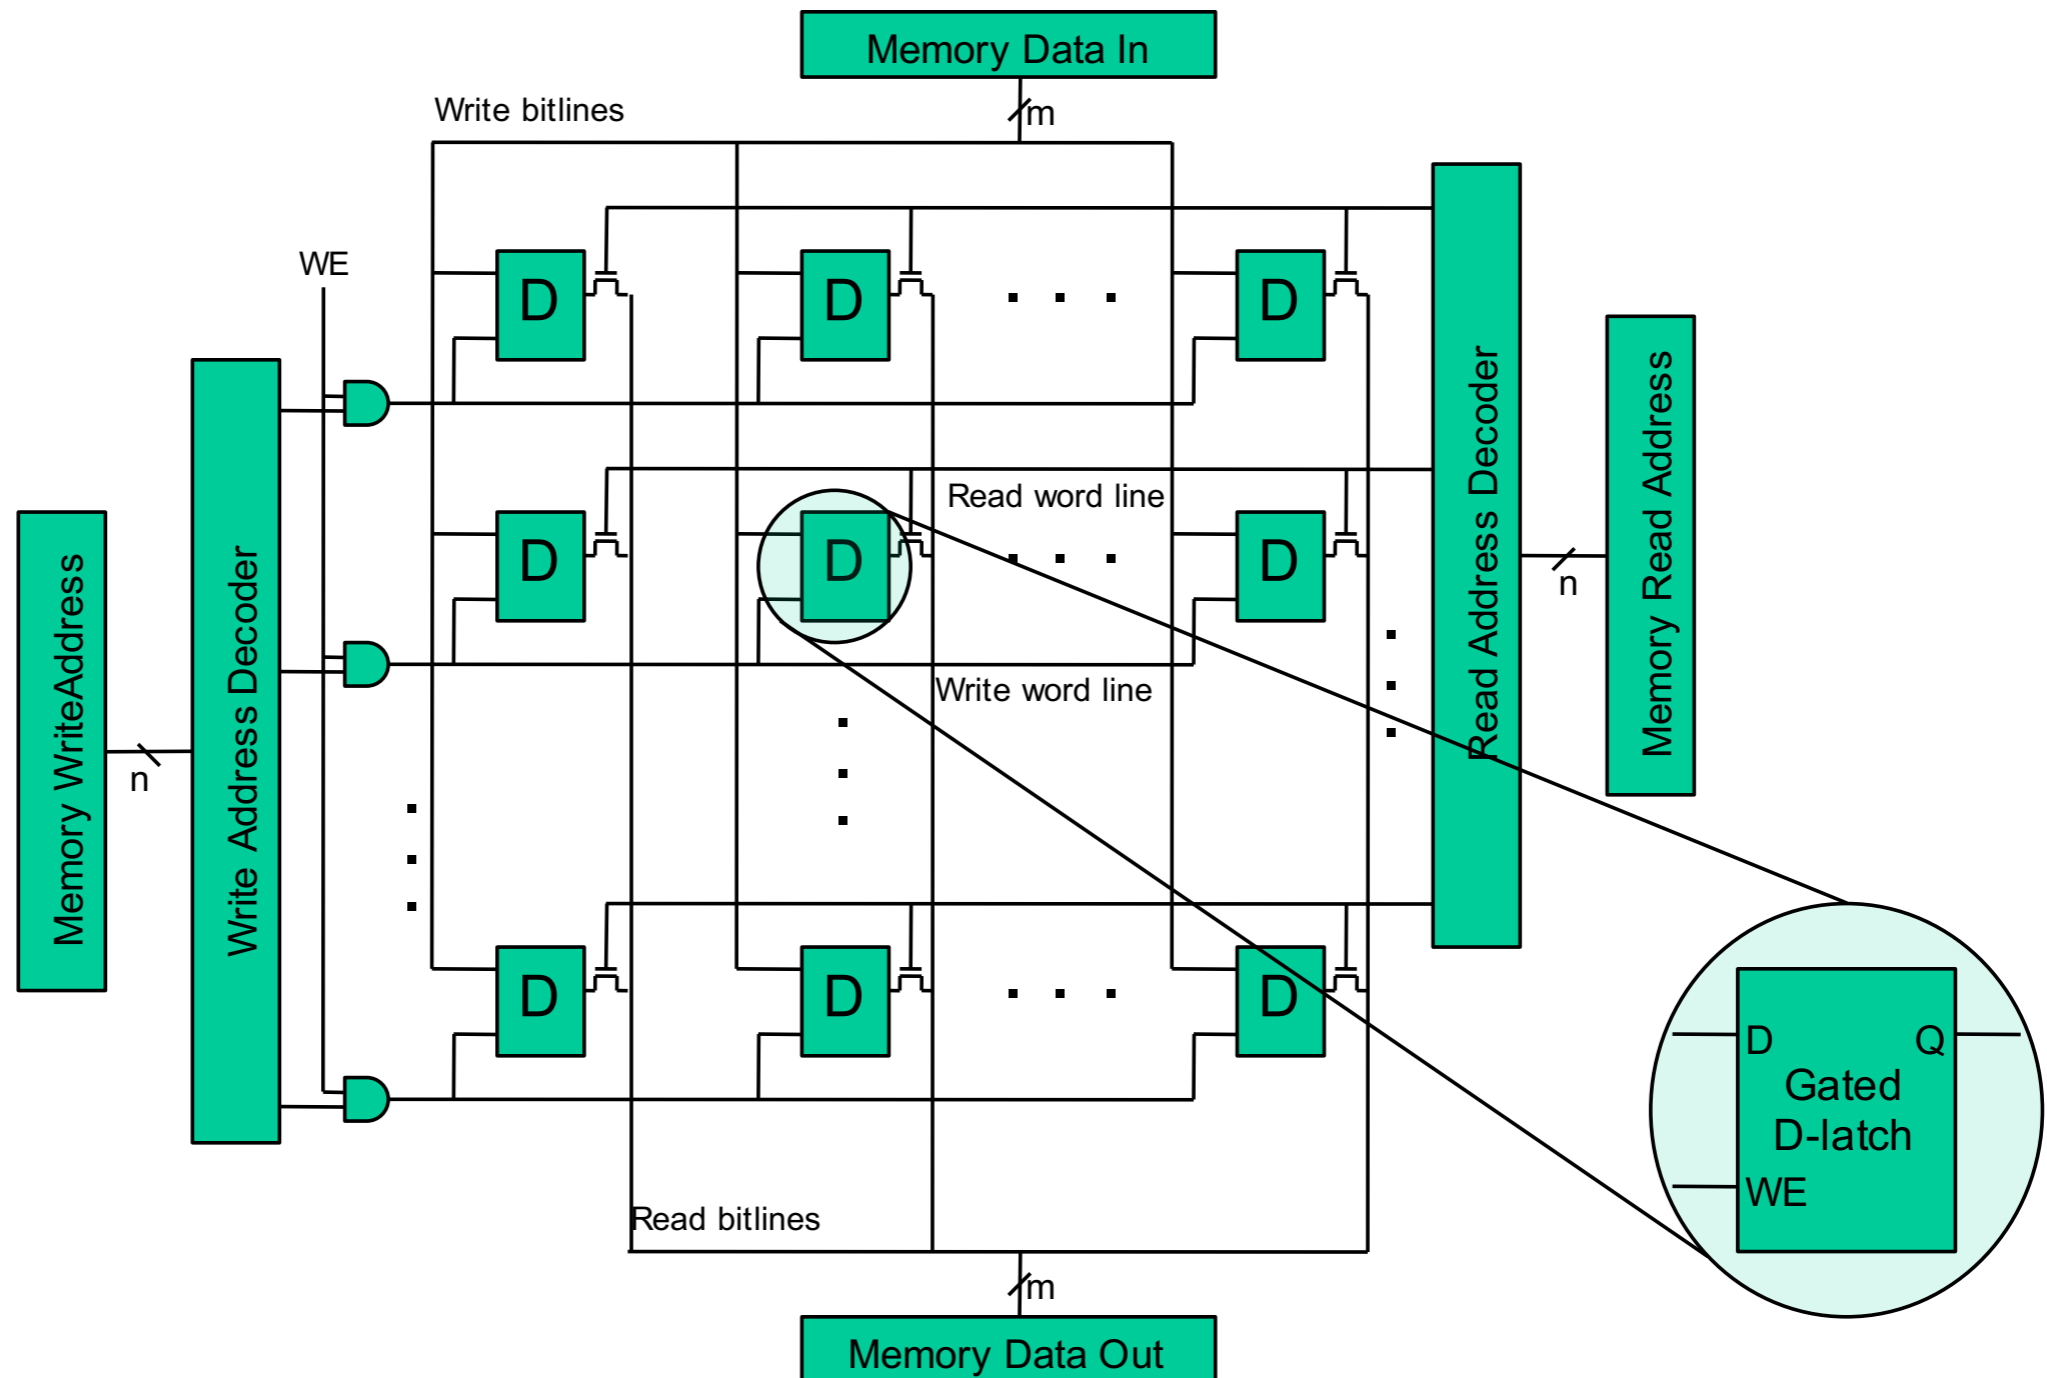 Memory Data In
Write bitlines
m
WE
D
D
D
Read word line
D
D
D
Write word line
Memory WriteAddress
n
Write Address Decoder
Read Address Decoder
n
Memory Read Address
D
D
D
D
Q
Gated
D-latch
WE
Read bitlines
m
Memory Data Out